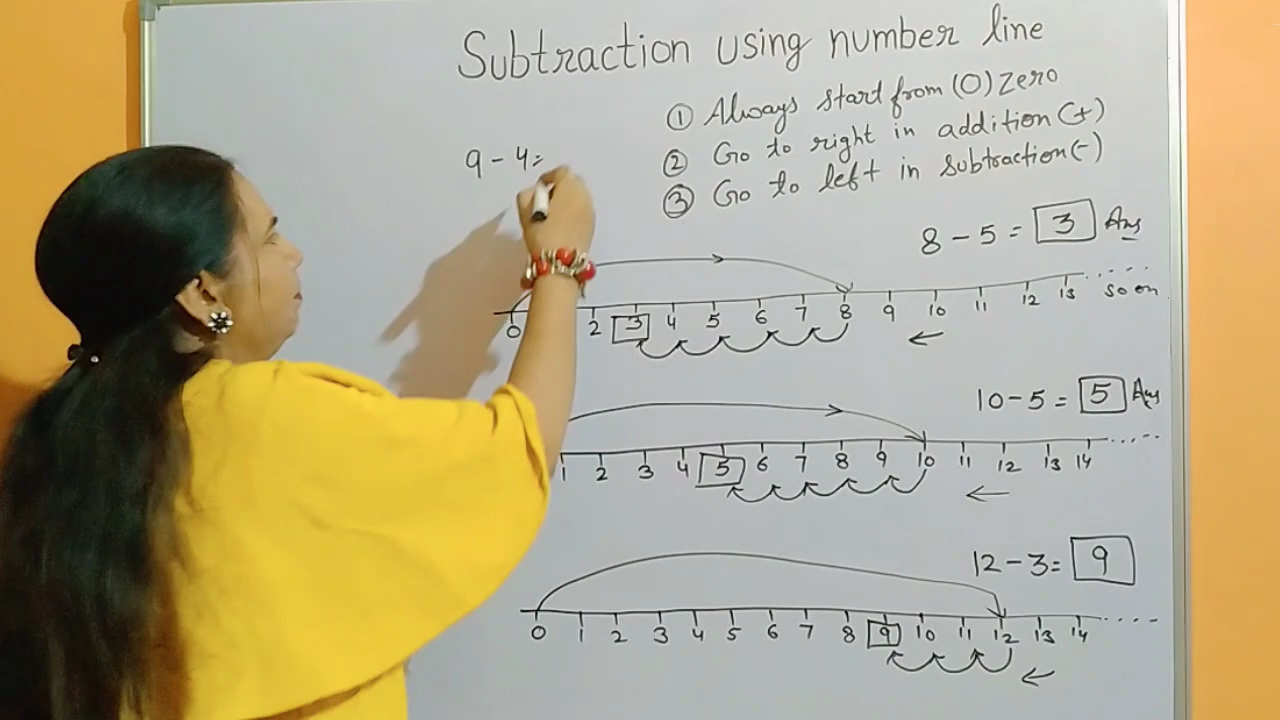 Subtraction using number line
① Always start from (0) zero
② Go to right in addition (+)
③ Go to left in subtraction (-)
9 - 4 =
8 - 5 = 3 Ans
0 2 3 4 5 6 7 8 9 10 11 12 13 ...... so on
10 - 5 = 5 Ans
1 2 3 4 5 6 7 8 9 10 11 12 13 14 ......
12 - 3 = 9
0 1 2 3 4 5 6 7 8 9 10 11 12 13 14 ......